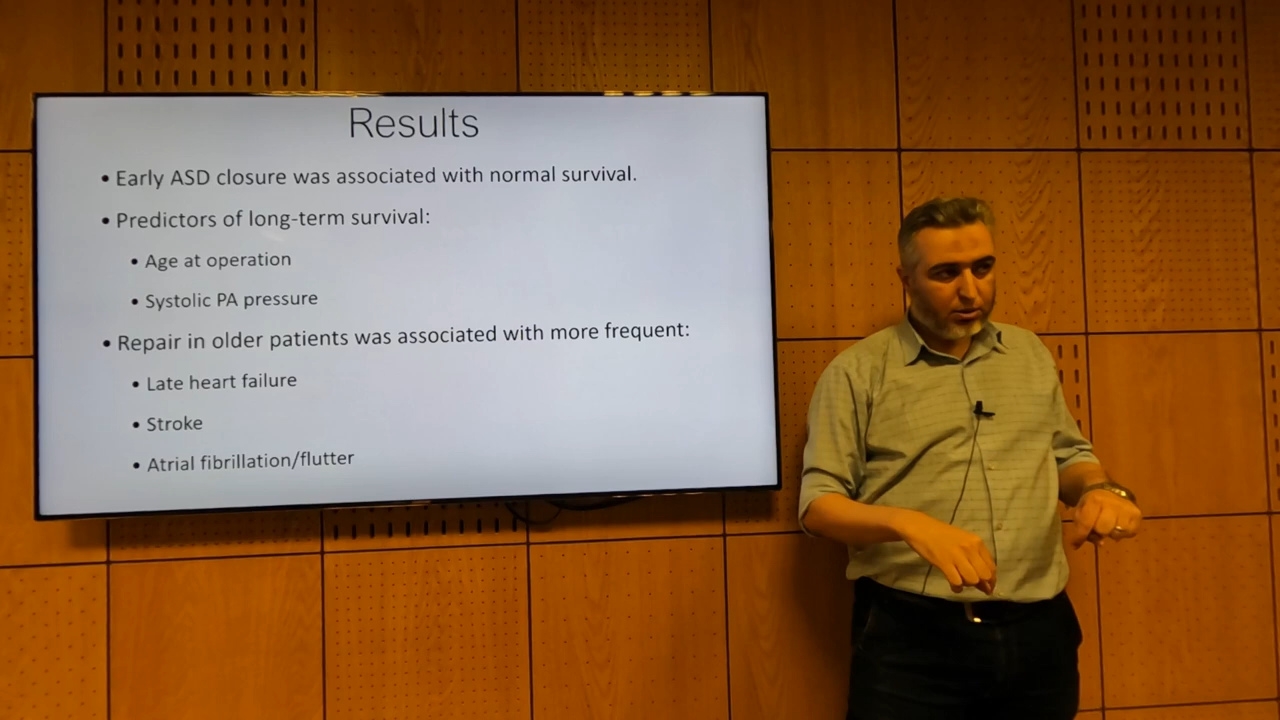 Results
• Early ASD closure was associated with normal survival.
• Predictors of long-term survival:
• Age at operation
• Systolic PA pressure
• Repair in older patients was associated with more frequent:
• Late heart failure
• Stroke
• Atrial fibrillation/flutter